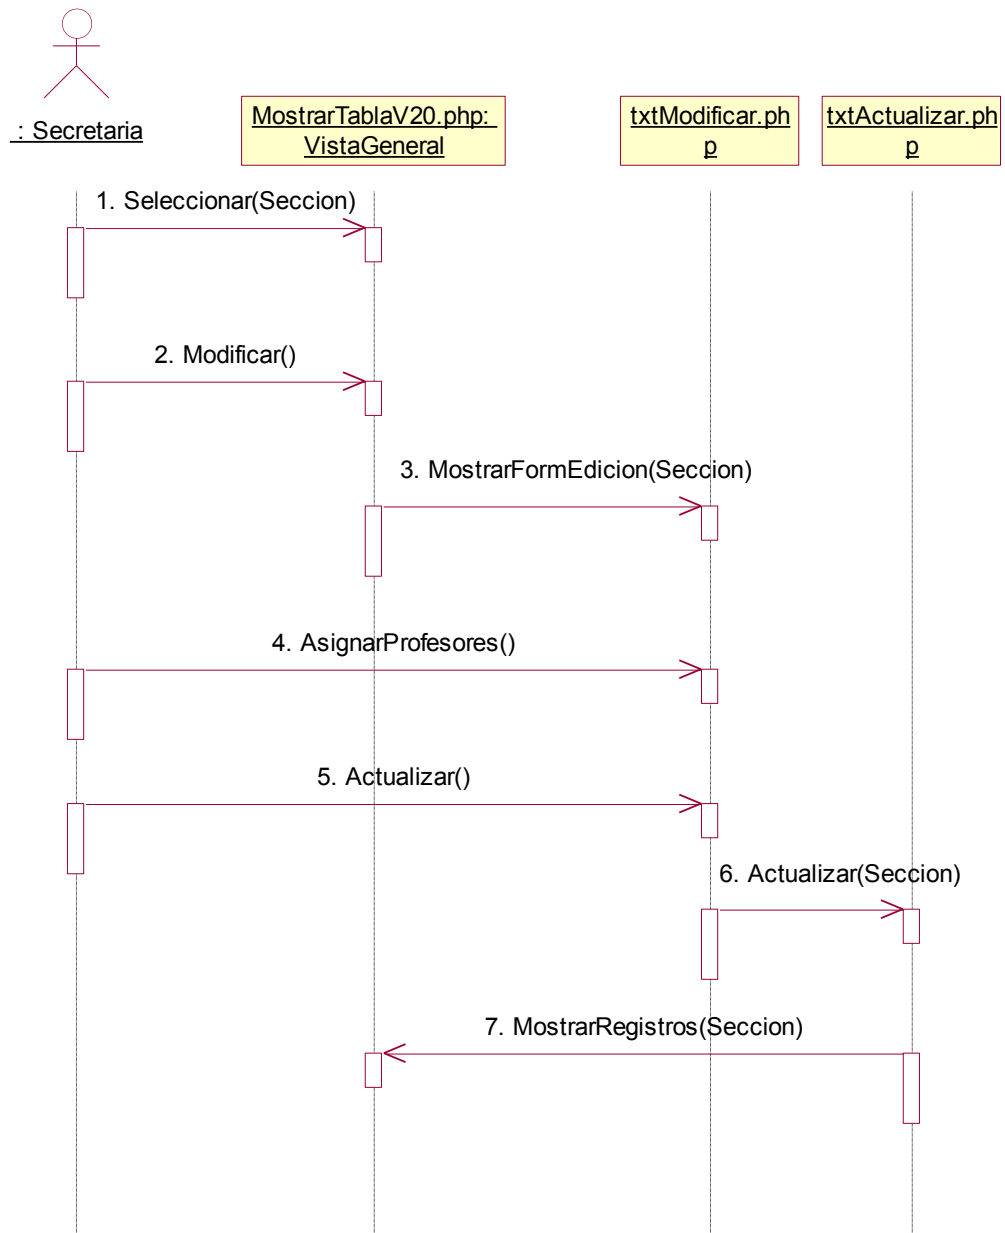 : Secretaria
MostrarTablaV20.php:
VistaGeneral
txtModificar.ph
p
txtActualizar.ph
p
1. Seleccionar(Seccion)
2. Modificar()
3. MostrarFormEdicion(Seccion)
4. AsignarProfesores()
5. Actualizar()
6. Actualizar(Seccion)
7. MostrarRegistros(Seccion)